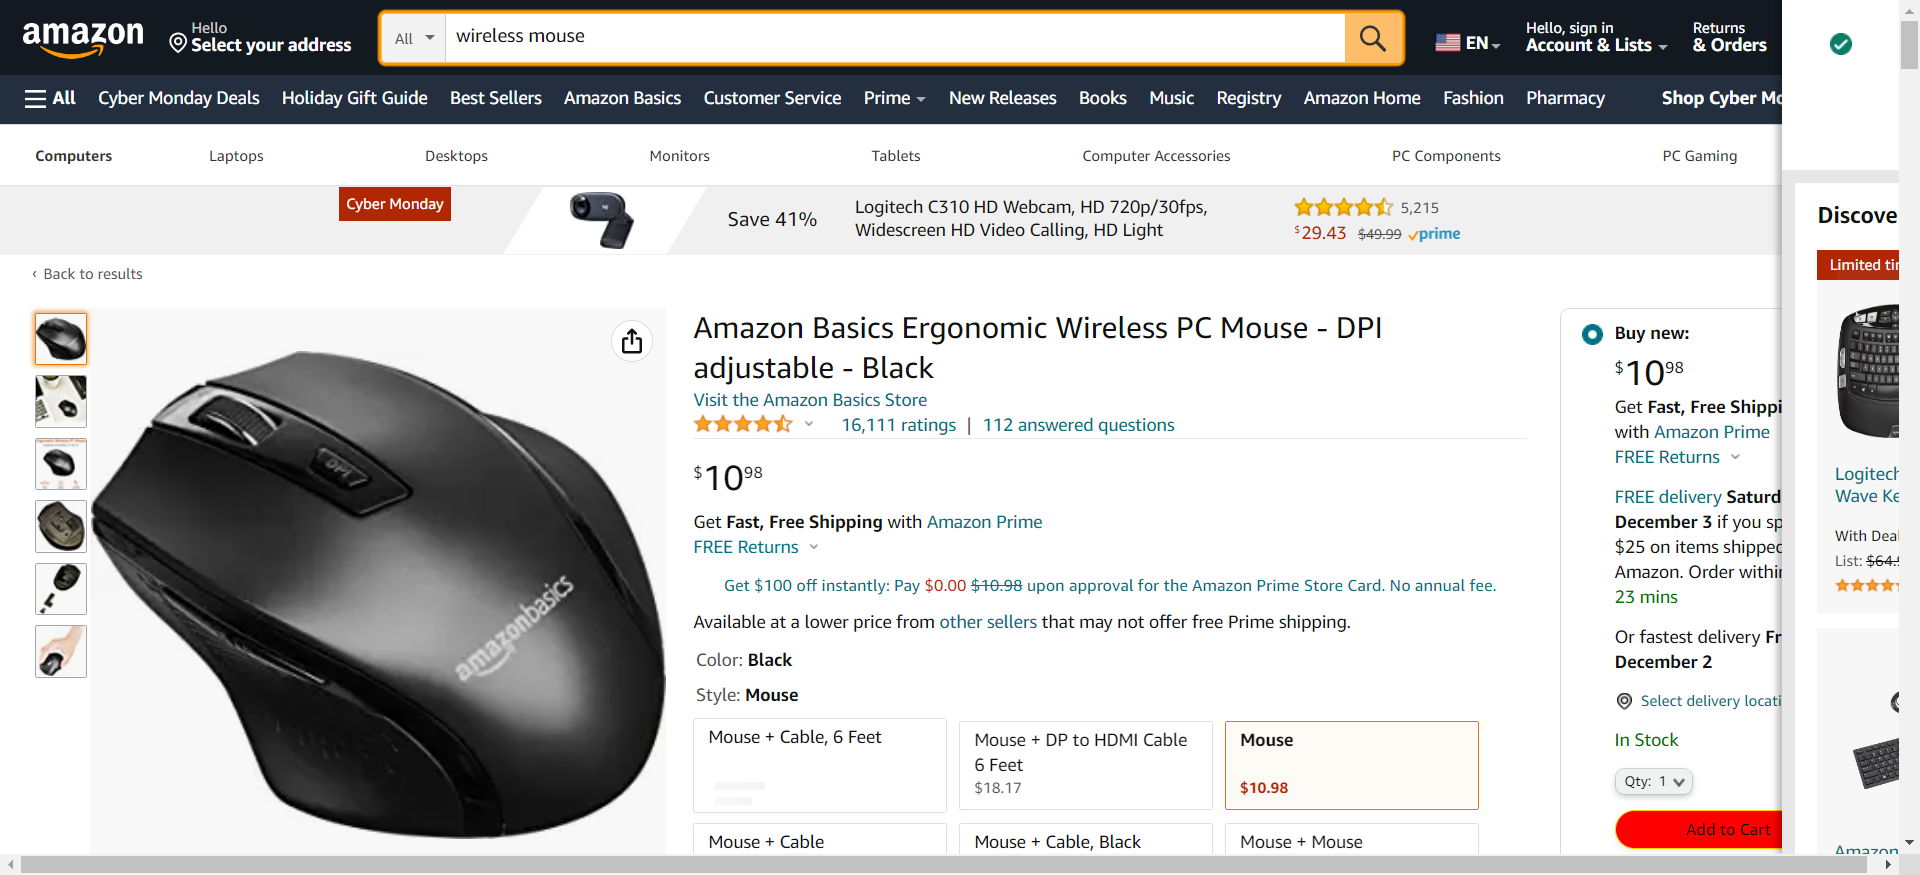 amazon
Hello
Select your address
All
wireless mouse
EN
Hello, sign in
Account & Lists
Returns
& Orders
All
Cyber Monday Deals
Holiday Gift Guide
Best Sellers
Amazon Basics
Customer Service
Prime
New Releases
Books
Music
Registry
Amazon Home
Fashion
Pharmacy
Shop Cyber Mo
Computers
Laptops
Desktops
Monitors
Tablets
Computer Accessories
PC Components
PC Gaming
Cyber Monday
Save 41%
Logitech C310 HD Webcam, HD 720p/30fps,
Widescreen HD Video Calling, HD Light
5,215
$29.43 $49.99 prime
‹ Back to results
DPI
amazonbasics
Amazon Basics Ergonomic Wireless PC Mouse - DPI
adjustable - Black
Visit the Amazon Basics Store
16,111 ratings | 112 answered questions
$10 98
Get Fast, Free Shipping with Amazon Prime
FREE Returns
Get $100 off instantly: Pay $0.00 $10.98 upon approval for the Amazon Prime Store Card. No annual fee.
Available at a lower price from other sellers that may not offer free Prime shipping.
Color: Black
Style: Mouse
Mouse + Cable, 6 Feet
Mouse + DP to HDMI Cable
6 Feet
$18.17
Mouse
$10.98
Mouse + Cable
Mouse + Cable, Black
Mouse + Mouse
Buy new:
$10 98
Get Fast, Free Shippi
with Amazon Prime
FREE Returns
FREE delivery Saturd
December 3 if you sp
$25 on items shipped
Amazon. Order within
23 mins
Or fastest delivery Fr
December 2
Select delivery locati
In Stock
Qty: 1
Add to Cart
Discove
Limited tin
Logitech
Wave Ke
With Deal
List: $64.9
Amazon